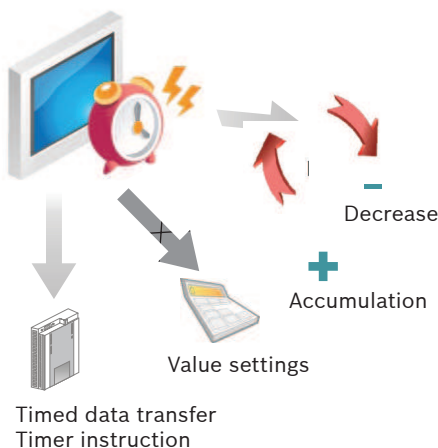 Decrease
Accumulation
Value settings
Timed data transfer
Timer instruction